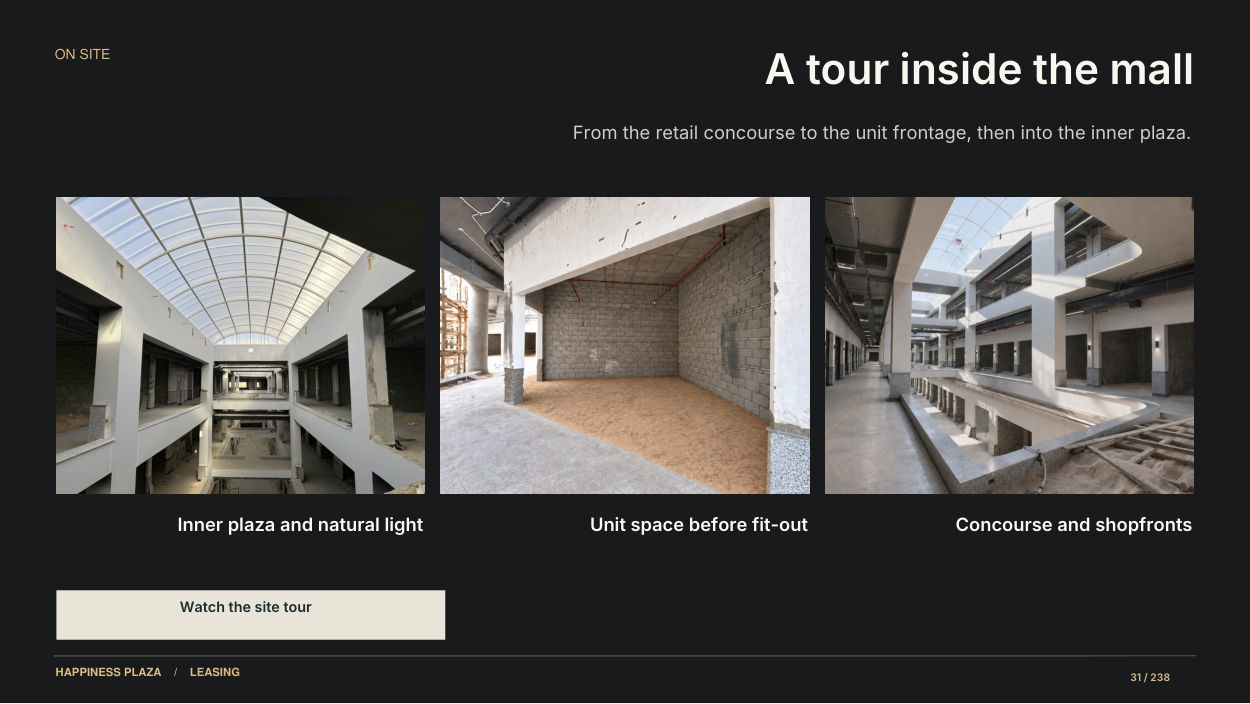 ON SITE
A tour inside the mall
From the retail concourse to the unit frontage, then into the inner plaza.
Inner plaza and natural light
Unit space before fit-out
Concourse and shopfronts
Watch the site tour
HAPPINESS PLAZA / LEASING
31 / 238